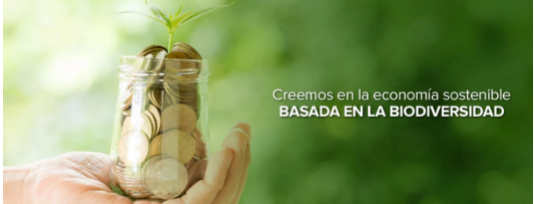 Creemos en la economía sostenible
BASADA EN LA BIODIVERSIDAD